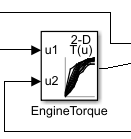 2-D
T(u)
u1
u2
EngineTorque